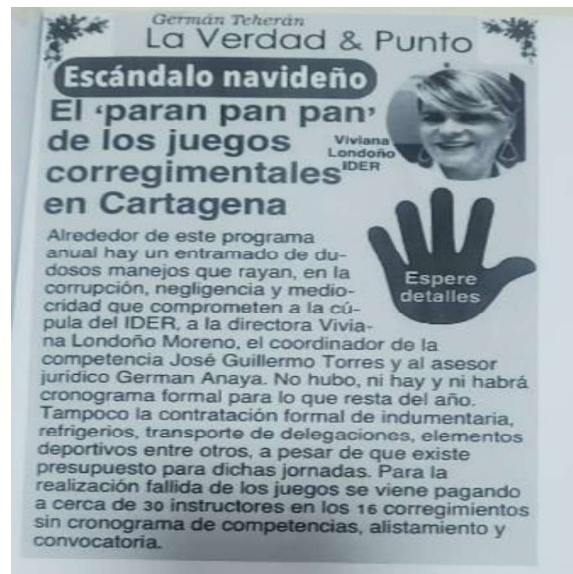 Germán Teherán
La Verdad & Punto
Escándalo navideño
El ‘paran pan pan’
de los juegos
corregimentales
en Cartagena
Viviana
Londoño
IDER
Alrededor de este programa
anual hay un entramado de du-
dosos manejos que rayan, en la
corrupción, negligencia y medio-
cridad que comprometen a la cú-
pula del IDER, a la directora Vivia-
na Londoño Moreno, el coordinador de la
competencia José Guillermo Torres y al asesor
jurídico German Anaya. No hubo, ni hay y ni habrá
cronograma formal para lo que resta del año.
Tampoco la contratación formal de indumentaria,
refrigerios, transporte de delegaciones, elementos
deportivos entre otros, a pesar de que existe
presupuesto para dichas jornadas. Para la
realización fallida de los juegos se viene pagando
a cerca de 30 instructores en los 16 corregimientos
sin cronograma de competencias, alistamiento y
convocatoria.
Espere
detalles